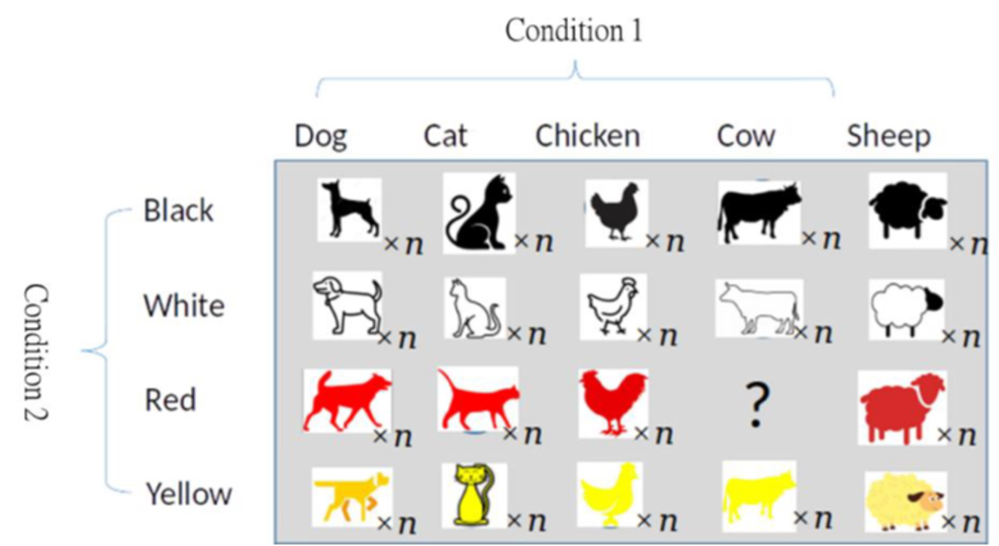 Condition 1
Dog Cat Chicken Cow Sheep
Condition 2
Black
×n ×n ×n ×n ×n
White
×n ×n ×n ×n ×n
Red
×n ×n ×n ? ×n
Yellow
×n ×n ×n ×n ×n